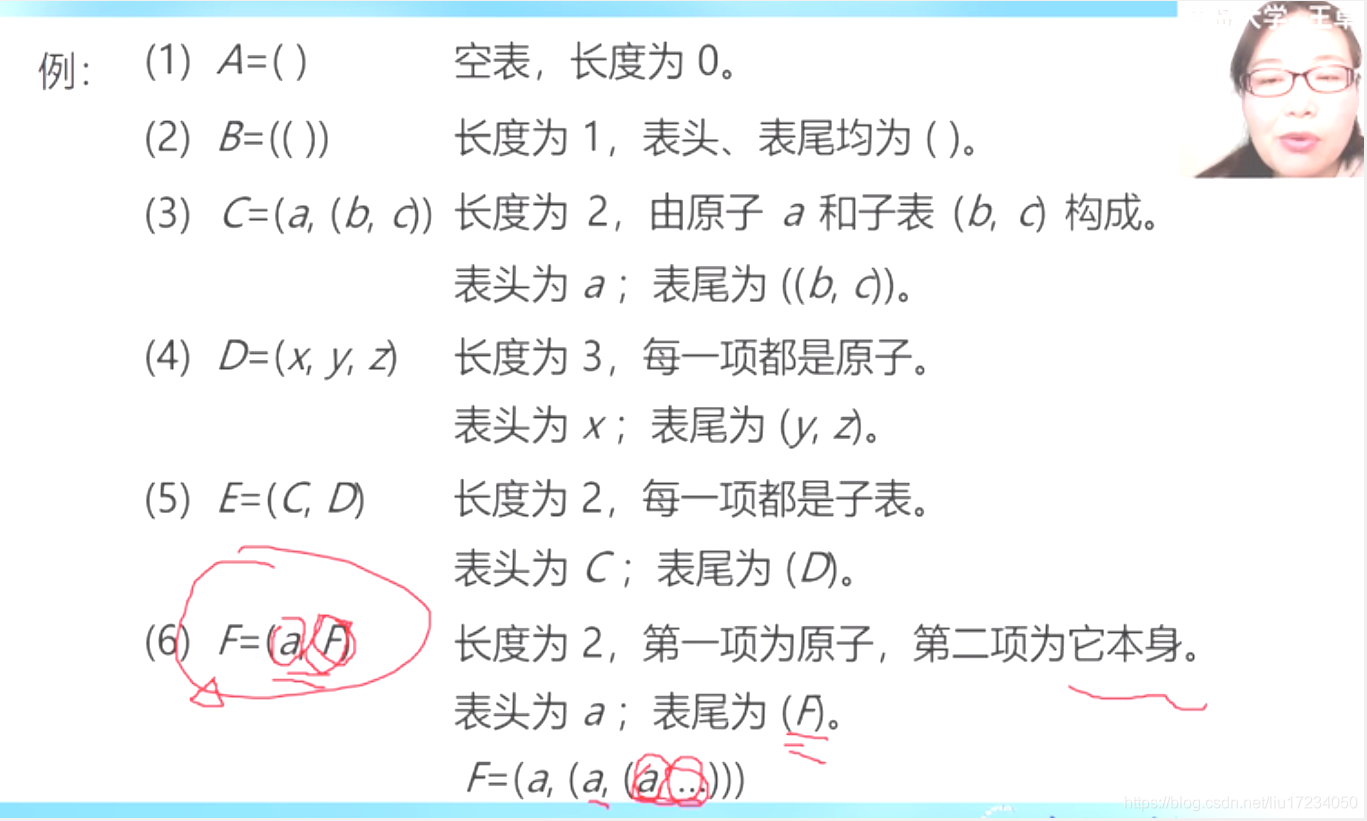 例：
(1) A=( ) 空表，长度为 0。
(2) B=(( )) 长度为 1，表头、表尾均为 ( )。
(3) C=(a, (b, c)) 长度为 2，由原子 a 和子表 (b, c) 构成。
表头为 a ；表尾为 ((b, c))。
(4) D=(x, y, z) 长度为 3，每一项都是原子。
表头为 x ；表尾为 (y, z)。
(5) E=(C, D) 长度为 2，每一项都是子表。
表头为 C ；表尾为 (D)。
(6) F=(a, F) 长度为 2，第一项为原子，第二项为它本身。
表头为 a ；表尾为 (F)。
F=(a, (a, (a, …)))
https://blog.csdn.net/liu17234050